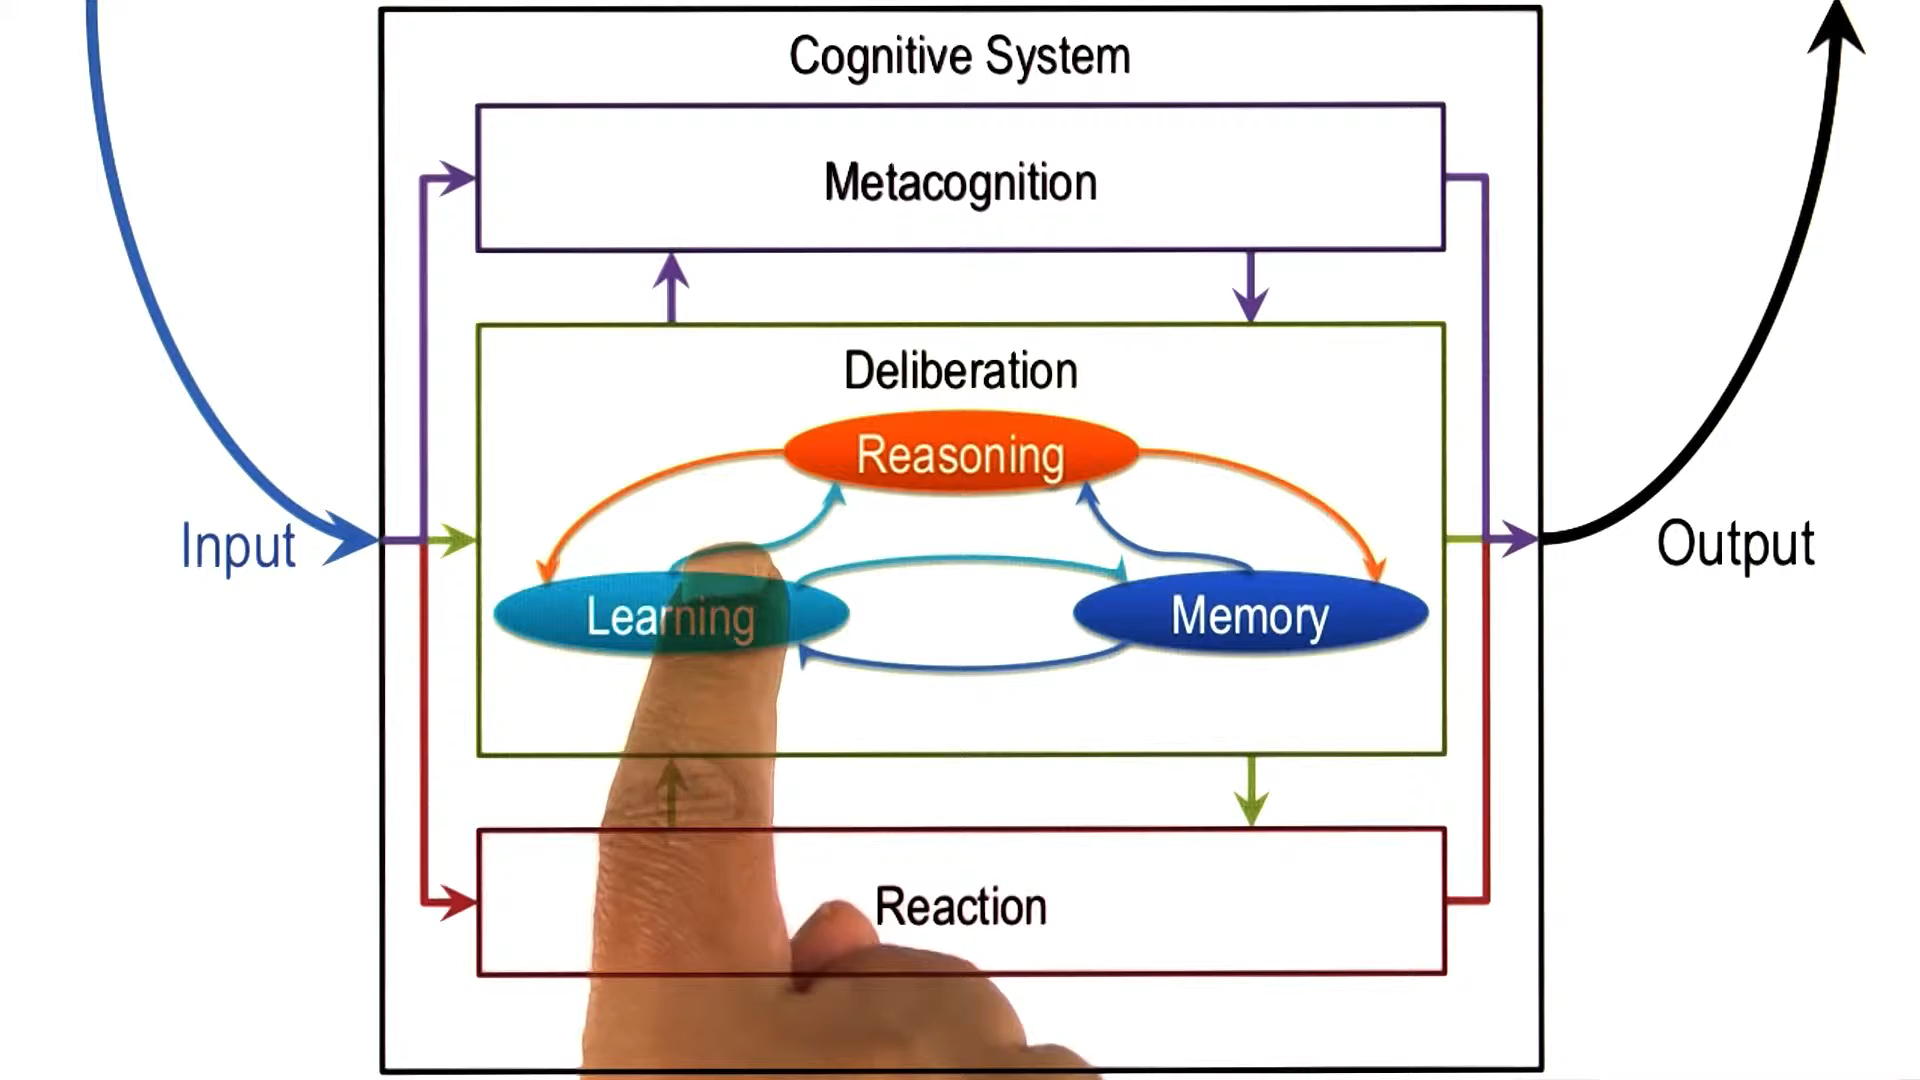 Cognitive System
Metacognition
Deliberation
Reasoning
Input
Output
Learning
Memory
Reaction